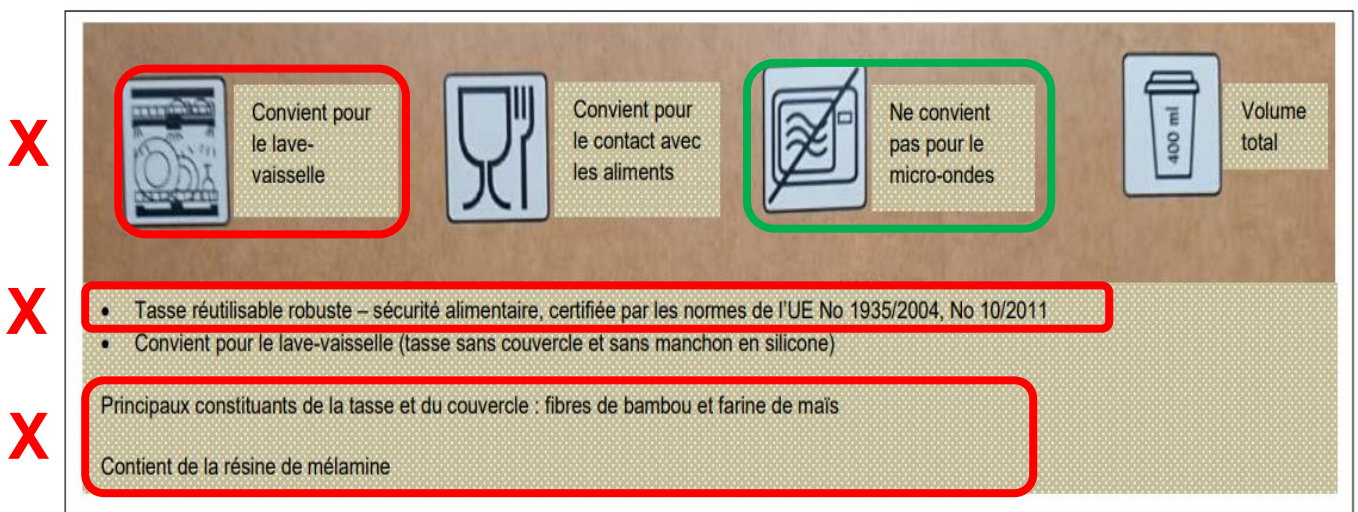 Convient pour
le lave-
vaisselle
Convient pour
le contact avec
les aliments
Ne convient
pas pour le
micro-ondes
400 ml
Volume
total
X
X
• Tasse réutilisable robuste – sécurité alimentaire, certifiée par les normes de l'UE No 1935/2004, No 10/2011
• Convient pour le lave-vaisselle (tasse sans couvercle et sans manchon en silicone)
X
Principaux constituants de la tasse et du couvercle : fibres de bambou et farine de maïs
Contient de la résine de mélamine